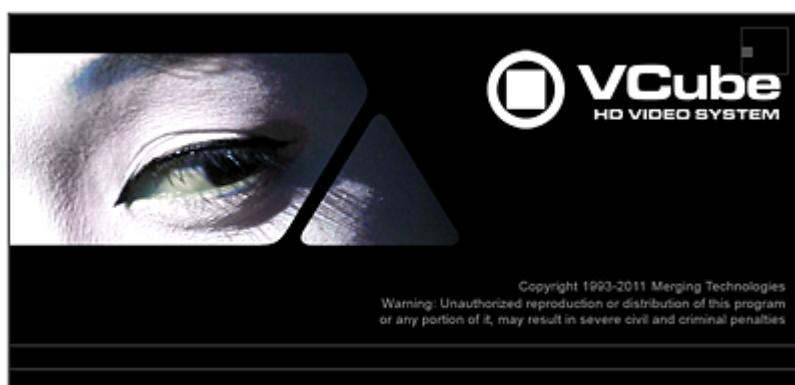 VCube
HD VIDEO SYSTEM
Copyright 1993-2011 Merging Technologies
Warning: Unauthorized reproduction or distribution of this program
or any portion of it, may result in severe civil and criminal penalties